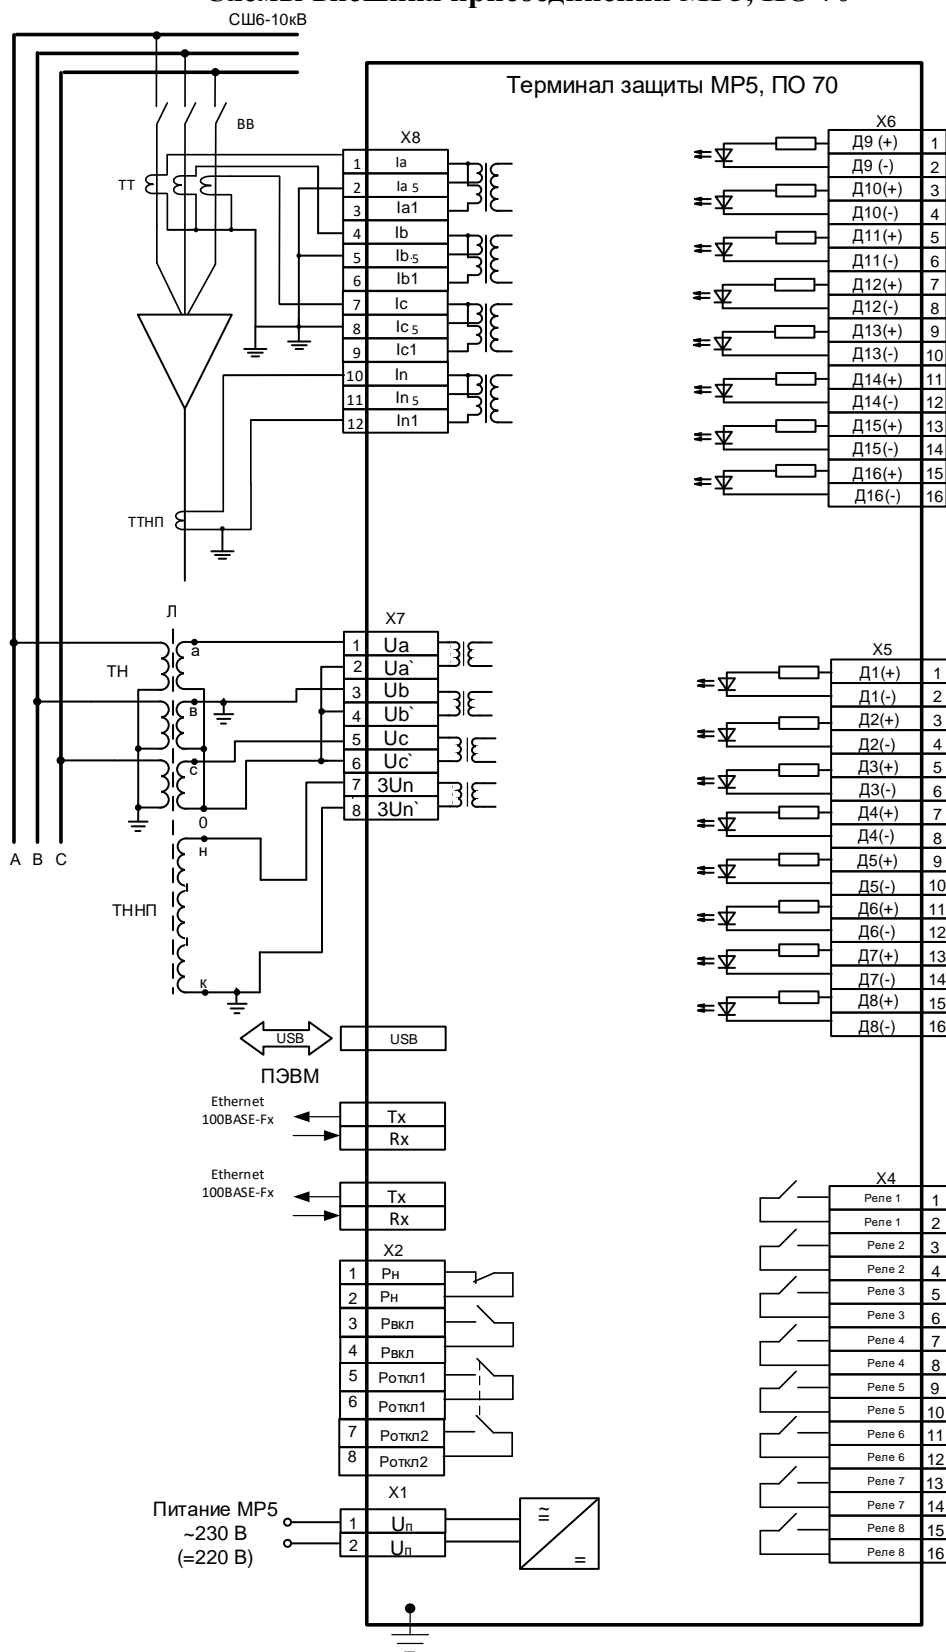 СШ6-10кВ
Терминал защиты МР5, ПО 70
ВВ
ТТ
X8
1 Ia
2 Ia 5
3 Ia1
4 Ib
5 Ib.5
6 Ib1
7 Ic
8 Ic 5
9 Ic1
10 In
11 In 5
12 In1
ТТНП
X6
Д9 (+) 1
Д9 (-) 2
Д10(+) 3
Д10(-) 4
Д11(+) 5
Д11(-) 6
Д12(+) 7
Д12(-) 8
Д13(+) 9
Д13(-) 10
Д14(+) 11
Д14(-) 12
Д15(+) 13
Д15(-) 14
Д16(+) 15
Д16(-) 16
Л
ТН
а
в
с
0
н
ТННП
к
А В С
X7
1 Ua
2 Ua`
3 Ub
4 Ub`
5 Uc
6 Uc`
7 3Un
8 3Un`
X5
Д1(+) 1
Д1(-) 2
Д2(+) 3
Д2(-) 4
Д3(+) 5
Д3(-) 6
Д4(+) 7
Д4(-) 8
Д5(+) 9
Д5(-) 10
Д6(+) 11
Д6(-) 12
Д7(+) 13
Д7(-) 14
Д8(+) 15
Д8(-) 16
USB USB
ПЭВМ
Ethernet
100BASE-Fx
Tx
Rx
Ethernet
100BASE-Fx
Tx
Rx
X2
1 Рн
2 Рн
3 Рвкл
4 Рвкл
5 Роткл1
6 Роткл1
7 Роткл2
8 Роткл2
X4
Реле 1 1
Реле 1 2
Реле 2 3
Реле 2 4
Реле 3 5
Реле 3 6
Реле 4 7
Реле 4 8
Реле 5 9
Реле 5 10
Реле 6 11
Реле 6 12
Реле 7 13
Реле 7 14
Реле 8 15
Реле 8 16
X1
Питание МР5
~230 В
(=220 В)
1 Uп
2 Uп